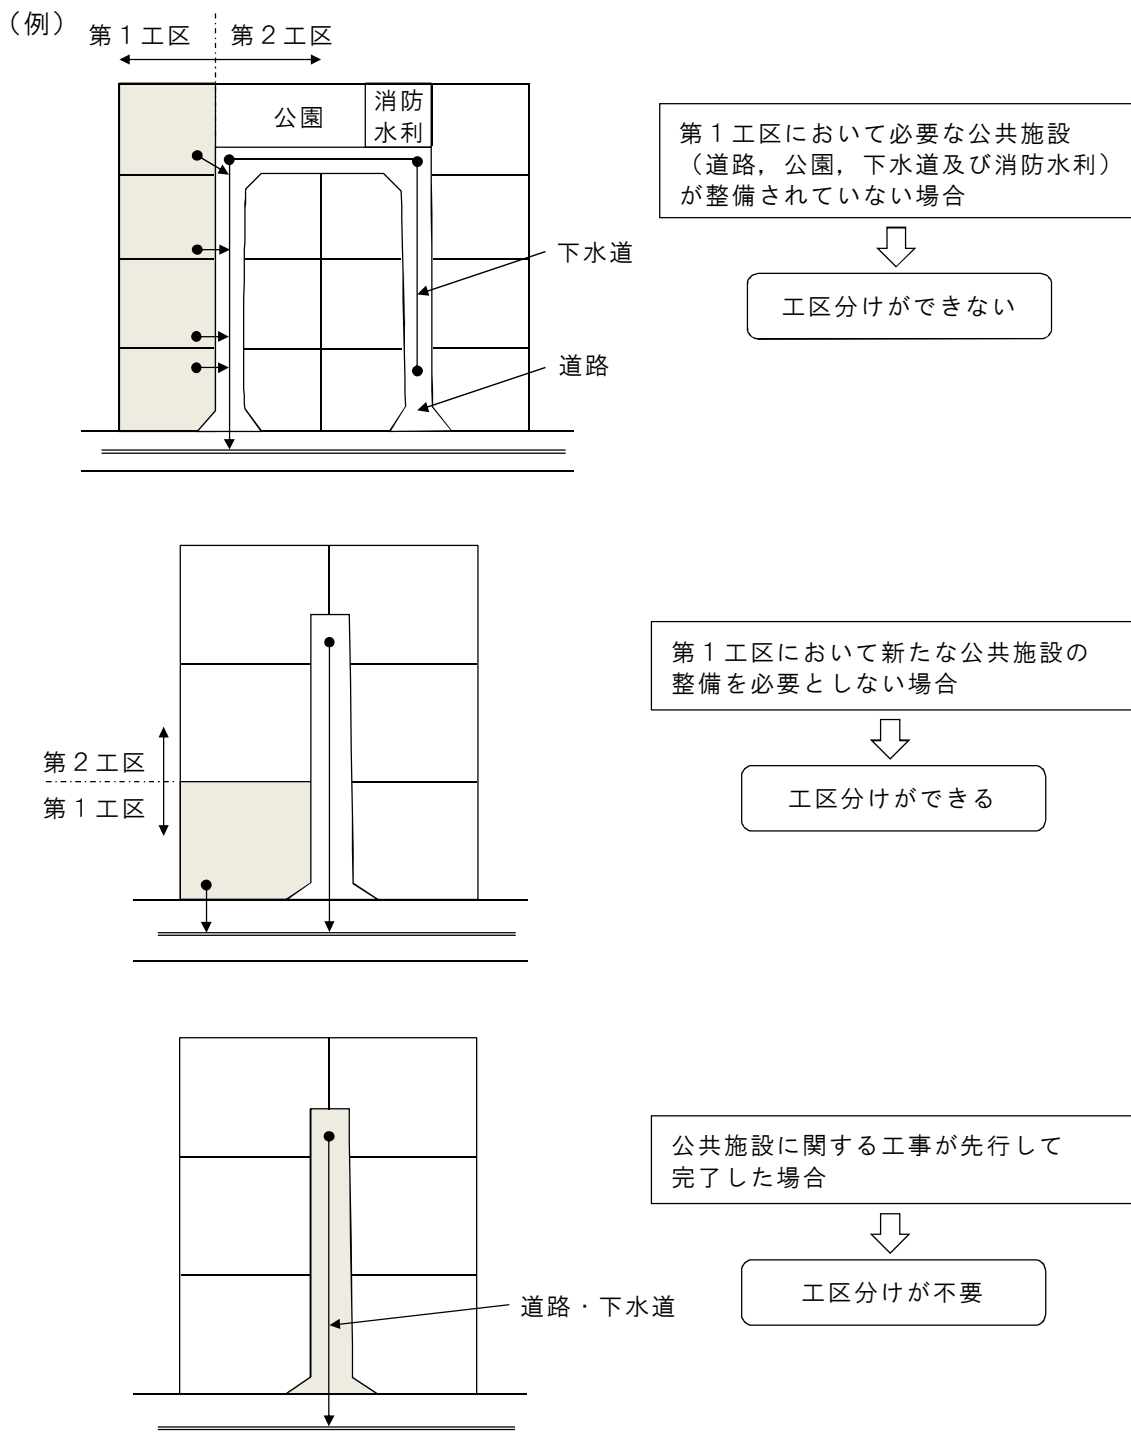 （例）
第１工区 第２工区
公園
消防
水利
下水道
道路
第１工区において必要な公共施設
（道路，公園，下水道及び消防水利）
が整備されていない場合
工区分けができない
第２工区
第１工区
第１工区において新たな公共施設の
整備を必要としない場合
工区分けができる
道路・下水道
公共施設に関する工事が先行して
完了した場合
工区分けが不要